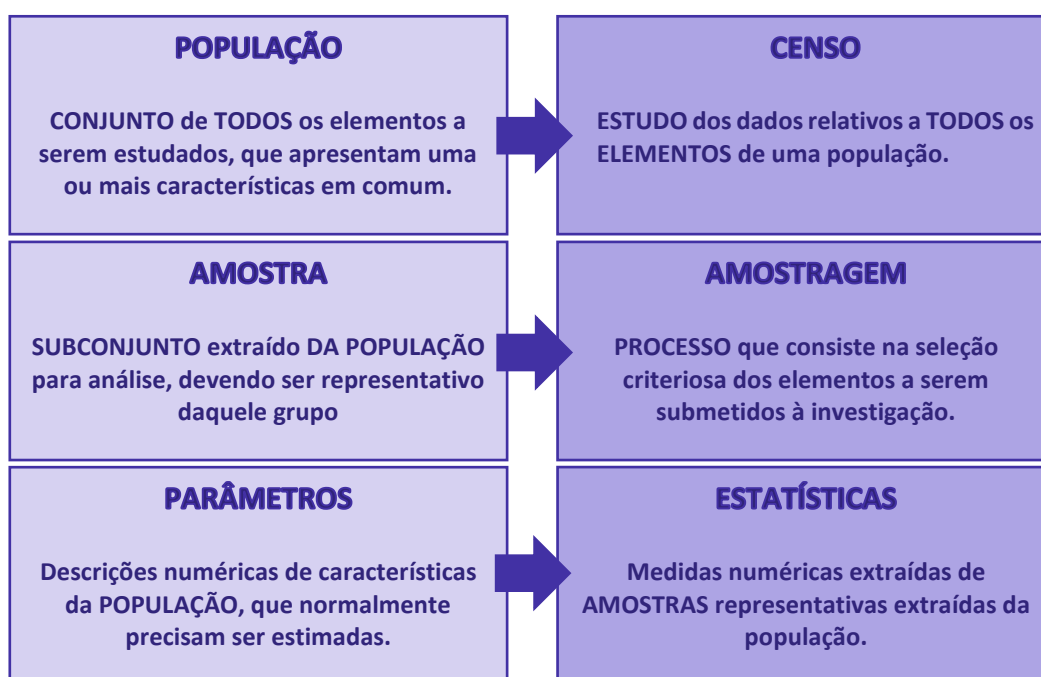 POPULAÇÃO
CONJUNTO de TODOS os elementos a
serem estudados, que apresentam uma
ou mais características em comum.
CENSO
ESTUDO dos dados relativos a TODOS os
ELEMENTOS de uma população.
AMOSTRA
SUBCONJUNTO extraído DA POPULAÇÃO
para análise, devendo ser representativo
daquele grupo
AMOSTRAGEM
PROCESSO que consiste na seleção
criteriosa dos elementos a serem
submetidos à investigação.
PARÂMETROS
Descrições numéricas de características
da POPULAÇÃO, que normalmente
precisam ser estimadas.
ESTATÍSTICAS
Medidas numéricas extraídas de
AMOSTRAS representativas extraídas da
população.